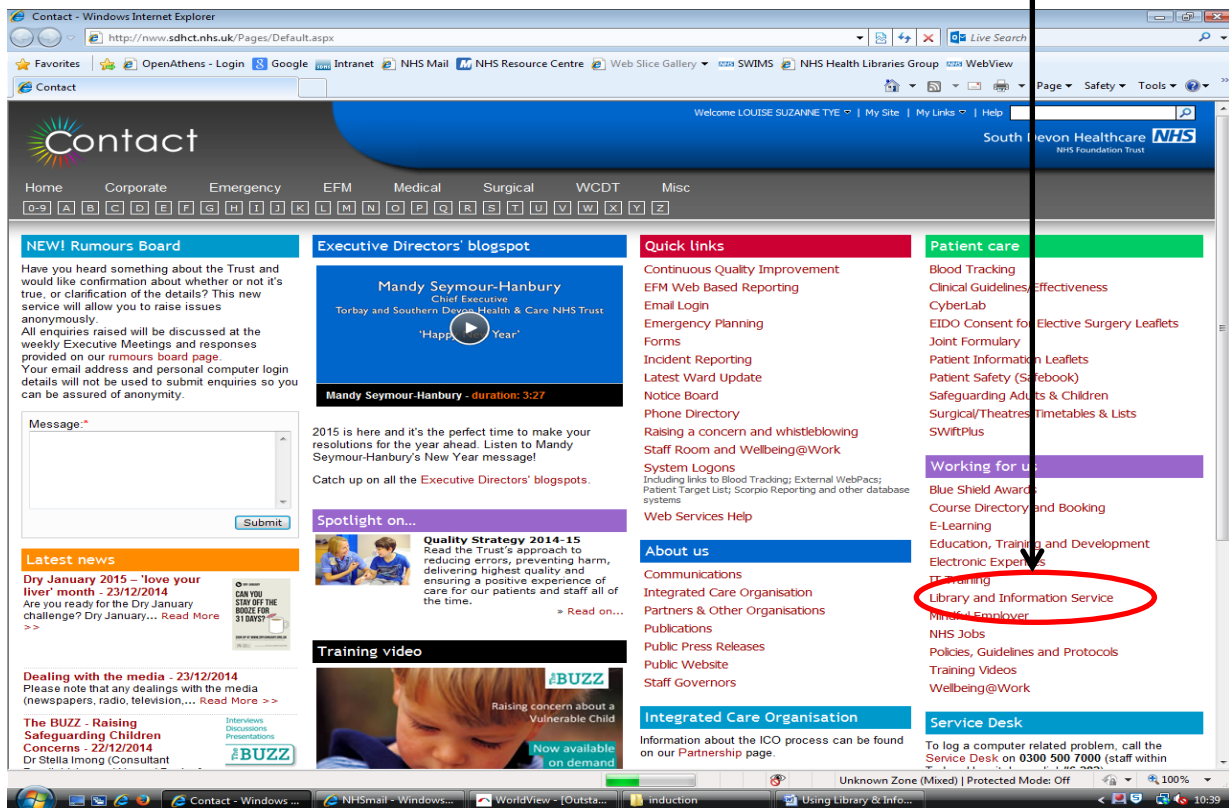 Contact - Windows Internet Explorer
http://nww.sdhct.nhs.uk/Pages/Default.aspx
Live Search
Favorites
OpenAthens - Login
Google
Intranet
NHS Mail
NHS Resource Centre
Web Slice Gallery
SWIMS
NHS Health Libraries Group
WebView
Contact
Page
Safety
Tools
Welcome LOUISE SUZANNE TYE | My Site | My Links | Help
Contact
South Devon Healthcare NHS
NHS Foundation Trust
Home Corporate Emergency EFM Medical Surgical WCDT Misc
0-9 A B C D E F G H I J K L M N O P Q R S T U V W X Y Z
NEW! Rumours Board
Have you heard something about the Trust and
would like confirmation about whether or not it's
true, or clarification of the details? This new
service will allow you to raise issues
anonymously.
All enquiries raised will be discussed at the
weekly Executive Meetings and responses
provided on our rumours board page.
Your email address and personal computer login
details will not be used to submit enquiries so you
can be assured of anonymity.
Message:*
Submit
Latest news
Dry January 2015 – 'love your
liver' month - 23/12/2014
Are you ready for the Dry January
challenge? Dry January... Read More
>>
CAN YOU
STAY OFF THE
BOOZE FOR
31 DAYS?
Dealing with the media - 23/12/2014
Please note that any dealings with the media
(newspapers, radio, television,... Read More >>
The BUZZ - Raising
Safeguarding Children
Concerns - 22/12/2014
Dr Stella Imong (Consultant
Interviews
Discussions
Presentations
THE BUZZ
Executive Directors' blogspot
Mandy Seymour-Hanbury
Chief Executive
Torbay and Southern Devon Health & Care NHS Trust
'Happy Year'
Mandy Seymour-Hanbury - duration: 3:27
2015 is here and it's the perfect time to make your
resolutions for the year ahead. Listen to Mandy
Seymour-Hanbury's New Year message!
Catch up on all the Executive Directors' blogspots.
Spotlight on...
Quality Strategy 2014-15
Read the Trust's approach to
reducing errors, preventing harm,
delivering highest quality and
ensuring a positive experience of
care for our patients and staff all of
the time.
» Read on...
Training video
THE BUZZ
Raising concern about a
Vulnerable Child
Now available
on demand
Quick links
Continuous Quality Improvement
EFM Web Based Reporting
Email Login
Emergency Planning
Forms
Incident Reporting
Latest Ward Update
Notice Board
Phone Directory
Raising a concern and whistleblowing
Staff Room and Wellbeing@Work
System Logons
Including links to Blood Tracking; External WebPacs;
Patient Target List; Scorpio Reporting and other database
systems
Web Services Help
About us
Communications
Integrated Care Organisation
Partners & Other Organisations
Publications
Public Press Releases
Public Website
Staff Governors
Integrated Care Organisation
Information about the ICO process can be found
on our Partnership page.
Patient care
Blood Tracking
Clinical Guidelines/Effectiveness
CyberLab
EIDO Consent for Elective Surgery Leaflets
Joint Formulary
Patient Information Leaflets
Patient Safety (Safebook)
Safeguarding Adults & Children
Surgical/Theatres Timetables & Lists
SWiftPlus
Working for us
Blue Shield Awards
Course Directory and Booking
E-Learning
Education, Training and Development
Electronic Expenses
IT Training
Library and Information Service
Mindful Employer
NHS Jobs
Policies, Guidelines and Protocols
Training Videos
Wellbeing@Work
Service Desk
To log a computer related problem, call the
Service Desk on 0300 500 7000 (staff within
Unknown Zone (Mixed) | Protected Mode: Off
100%
Contact - Windows ...
NHSmail - Windows...
WorldView - [Outsta...
induction
Using Library & Info...
10:39